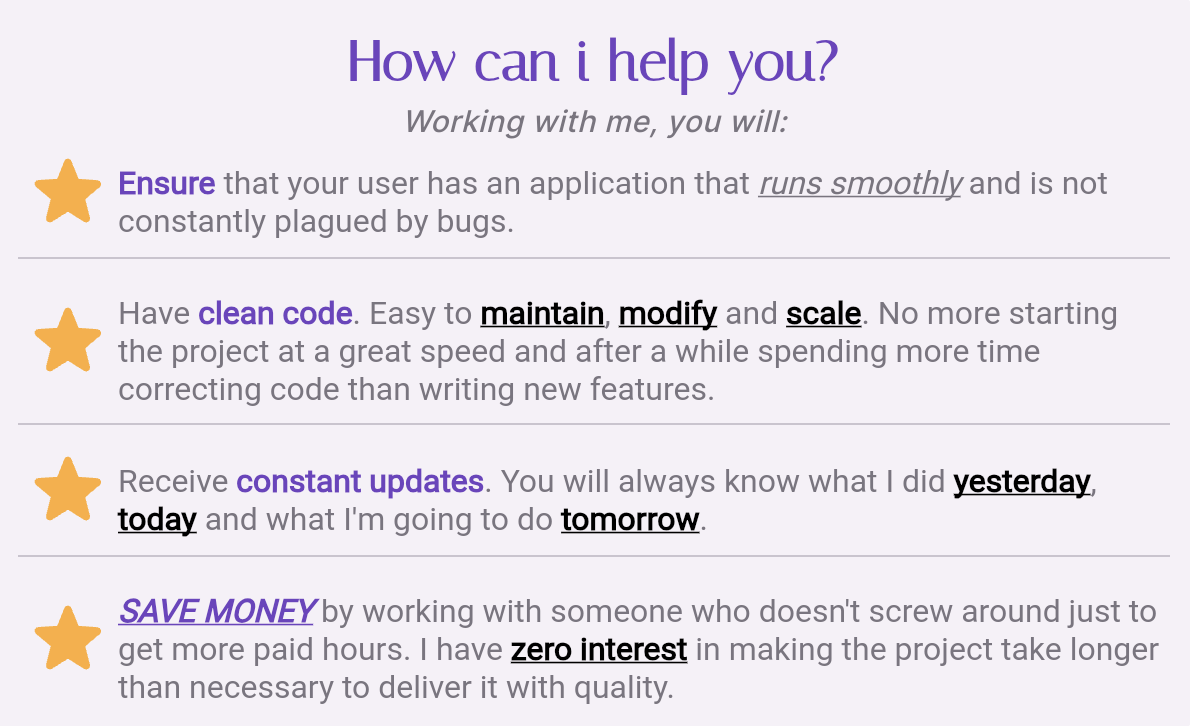 How can i help you?
Working with me, you will:
Ensure that your user has an application that runs smoothly and is not
constantly plagued by bugs.
Have clean code. Easy to maintain, modify and scale. No more starting
the project at a great speed and after a while spending more time
correcting code than writing new features.
Receive constant updates. You will always know what I did yesterday,
today and what I'm going to do tomorrow.
SAVE MONEY by working with someone who doesn't screw around just to
get more paid hours. I have zero interest in making the project take longer
than necessary to deliver it with quality.